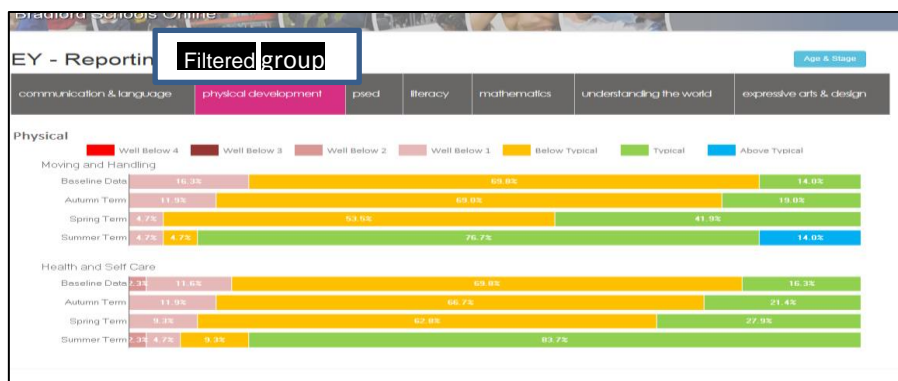 Bradford Schools Online
EY - Reportin
Filtered group
Age & Stage
communication & language physical development psed literacy mathematics understanding the world expressive arts & design
Physical
Well Below 4 Well Below 3 Well Below 2 Well Below 1 Below Typical Typical Above Typical
Moving and Handling
Baseline Data 16.3% 69.8% 14.0%
Autumn Term 11.9% 69.0% 19.0%
Spring Term 4.7% 53.5% 41.9%
Summer Term 4.7% 4.7% 76.7% 14.0%
Health and Self Care
Baseline Data 2.3% 11.6% 69.8% 16.3%
Autumn Term 11.9% 66.7% 21.4%
Spring Term 9.3% 62.8% 27.9%
Summer Term 2.3% 4.7% 9.3% 83.7%